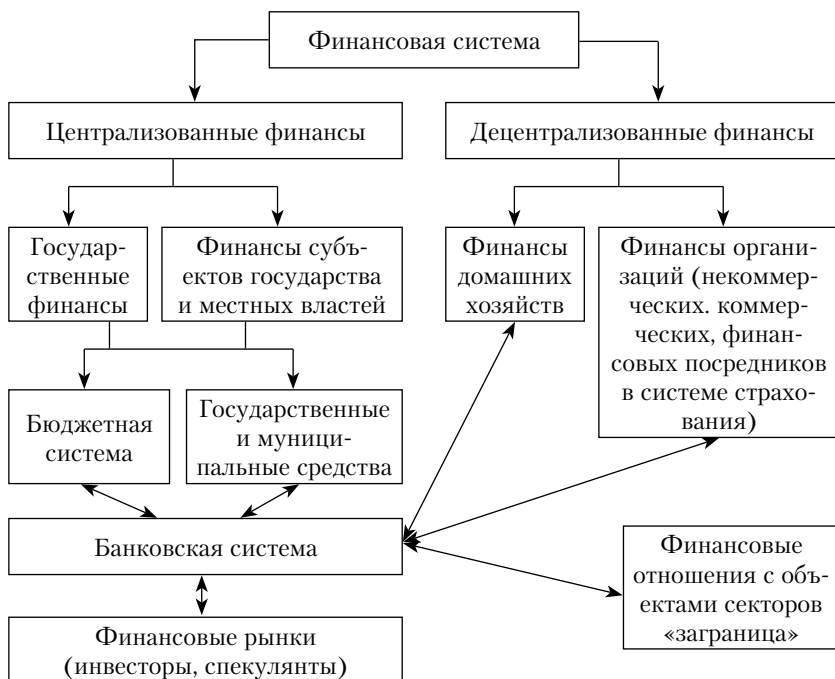 Финансовая система
Централизованные финансы
Децентрализованные финансы
Государ-
ственные
финансы
Финансы субъ-
ектов государства
и местных властей
Финансы
домашних
хозяйств
Финансы органи-
заций (некоммер-
ческих. коммер-
ческих, финан-
совых посредников
в системе страхо-
вания)
Бюджетная
система
Государственные
и муници-
пальные средства
Банковская система
Финансовые
отношения с объ-
ектами секторов
«заграница»
Финансовые рынки
(инвесторы, спекулянты)